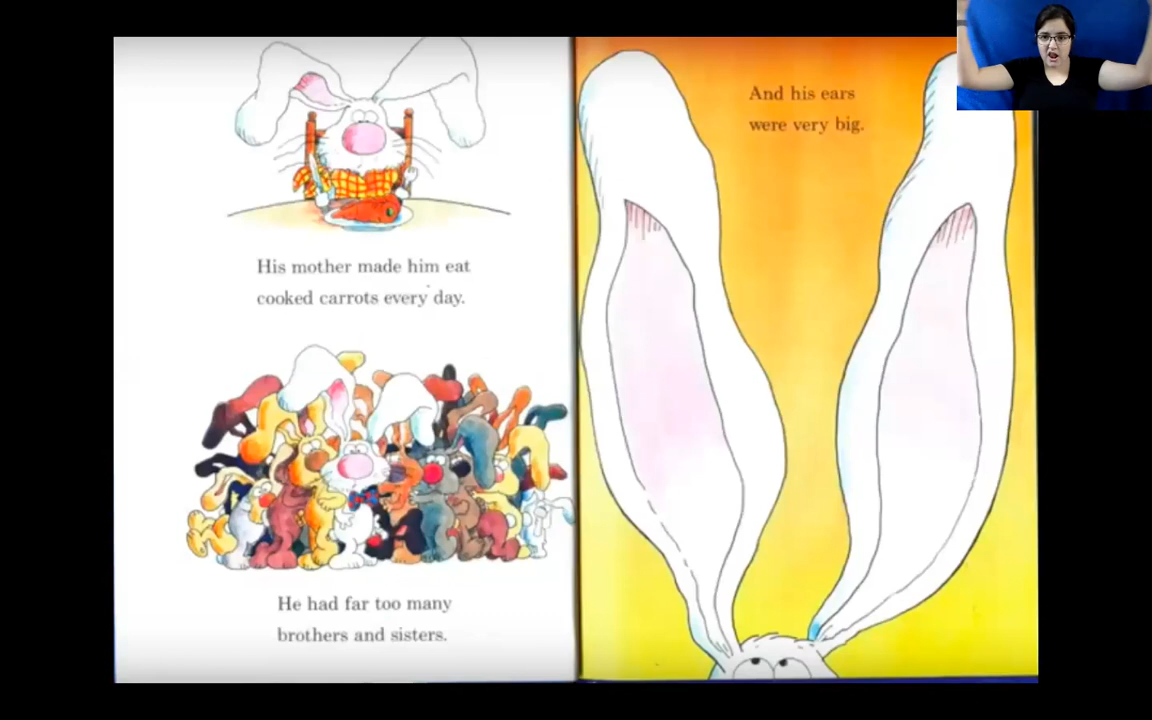 His mother made him eat
cooked carrots every day.
He had far too many
brothers and sisters.
And his ears
were very big.